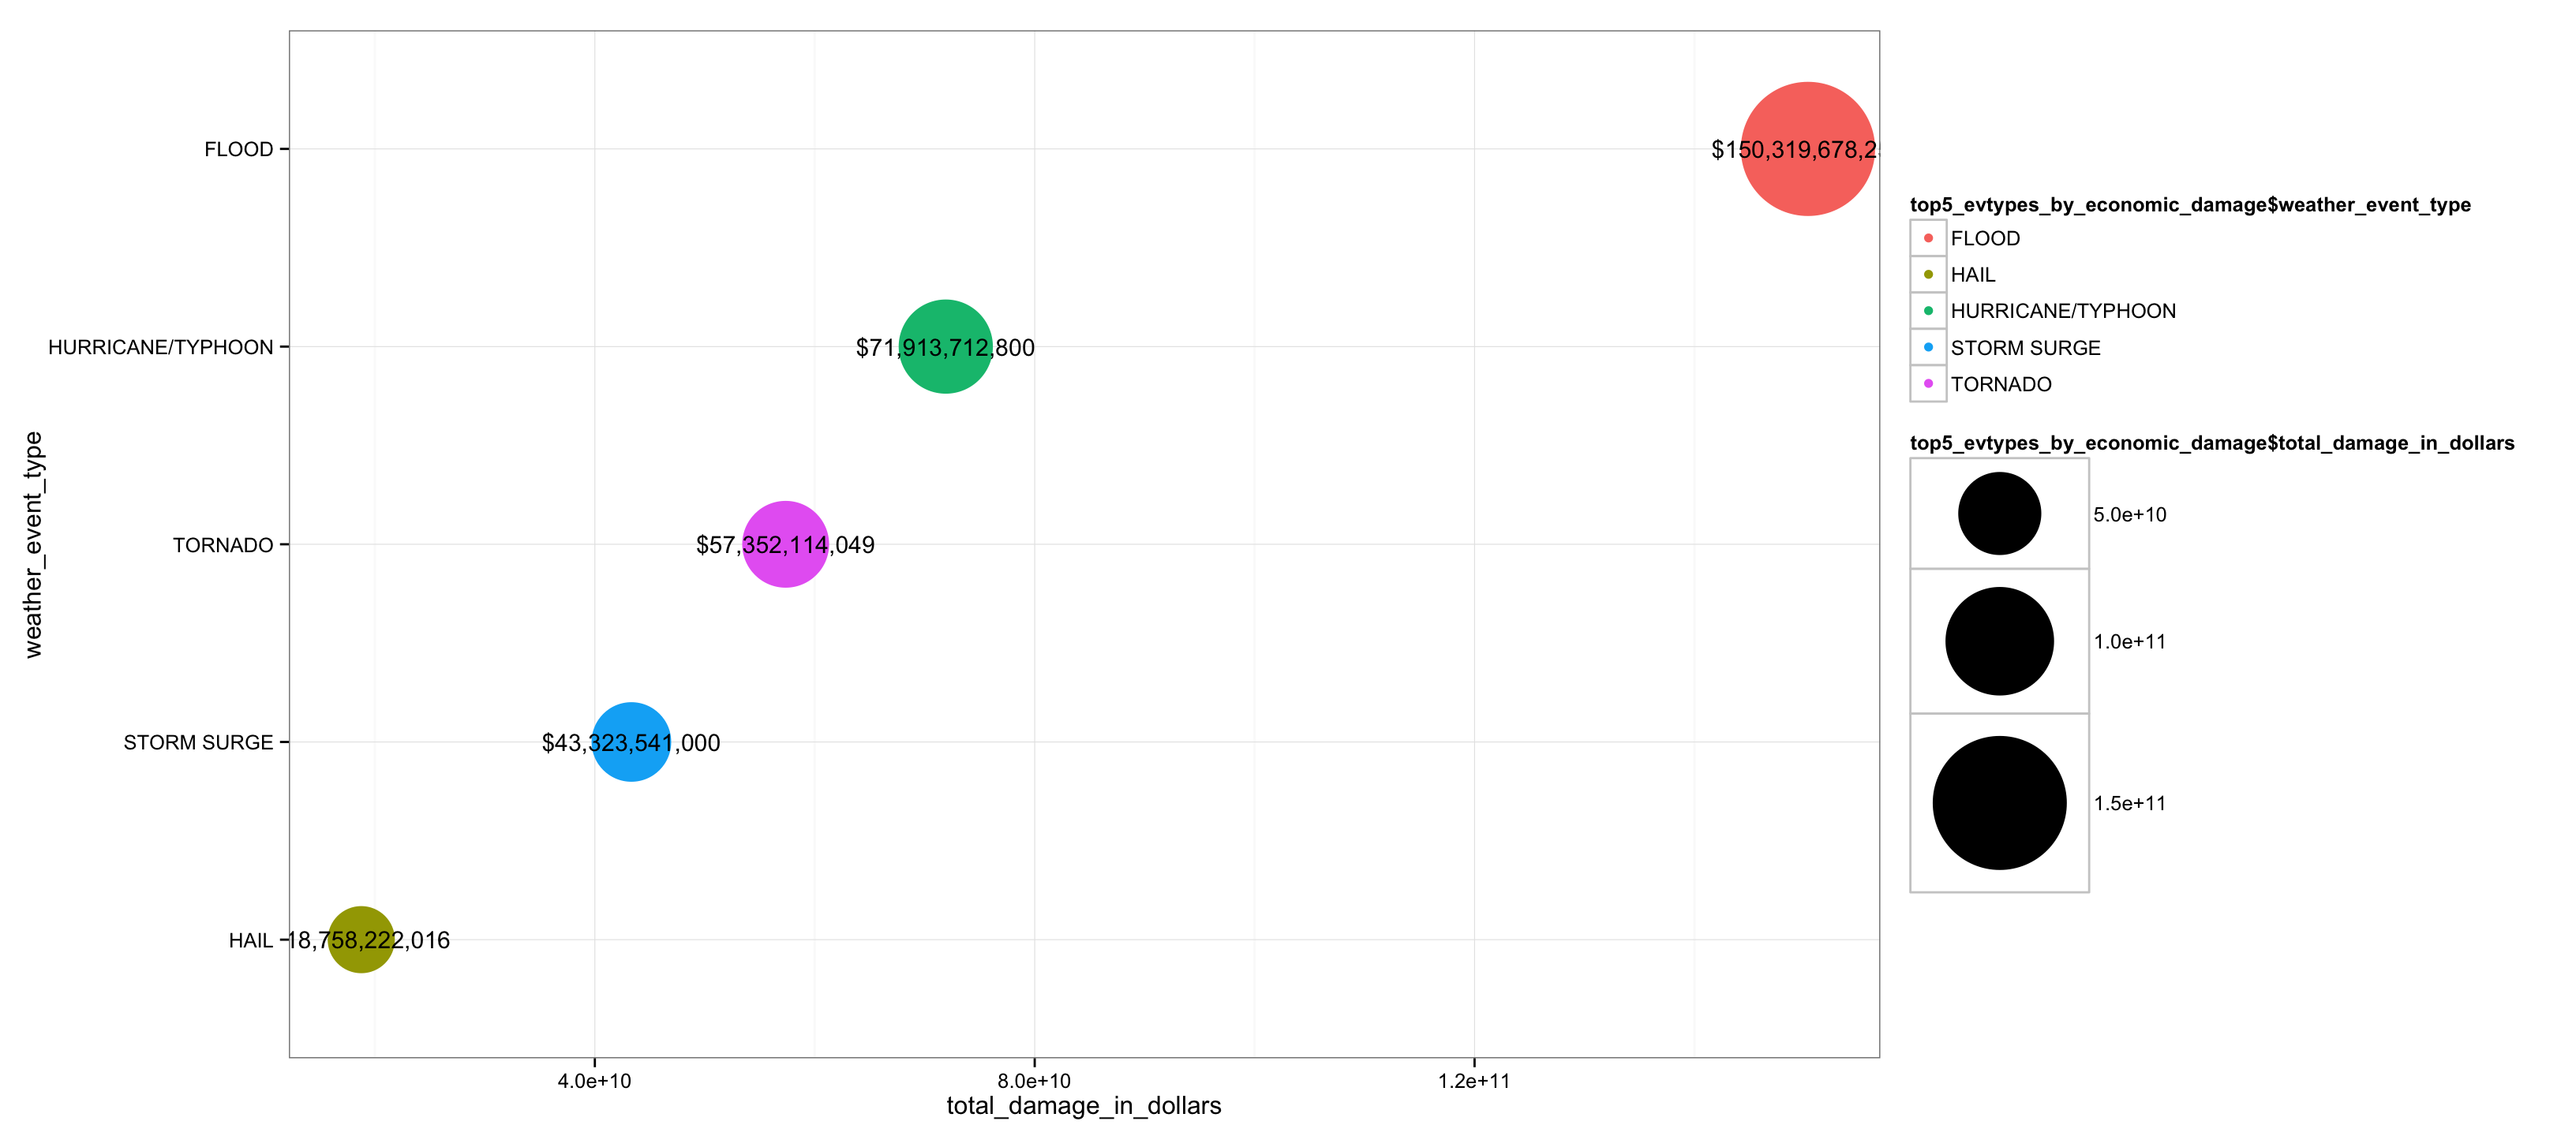 FLOOD
$150,319,678,2
HURRICANE/TYPHOON
$71,913,712,800
TORNADO
$57,352,114,049
STORM SURGE
$43,323,541,000
HAIL
18,758,222,016
weather_event_type
4.0e+10
8.0e+10
1.2e+11
total_damage_in_dollars
top5_evtypes_by_economic_damage$weather_event_type
FLOOD
HAIL
HURRICANE/TYPHOON
STORM SURGE
TORNADO
top5_evtypes_by_economic_damage$total_damage_in_dollars
5.0e+10
1.0e+11
1.5e+11